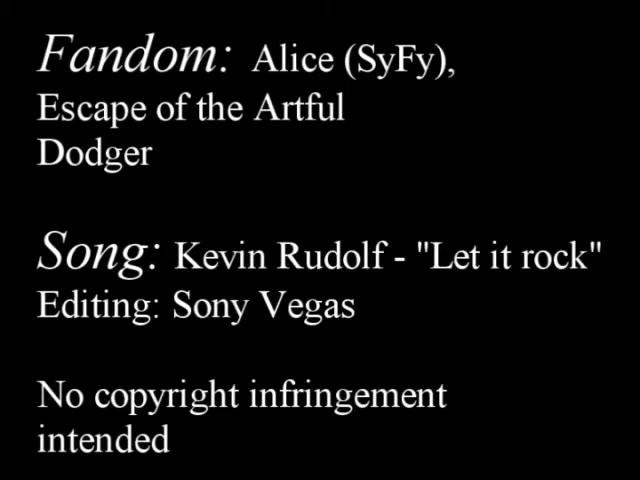 Fandom: Alice (SyFy),
Escape of the Artful
Dodger
Song: Kevin Rudolf - "Let it rock"
Editing: Sony Vegas
No copyright infringement
intended